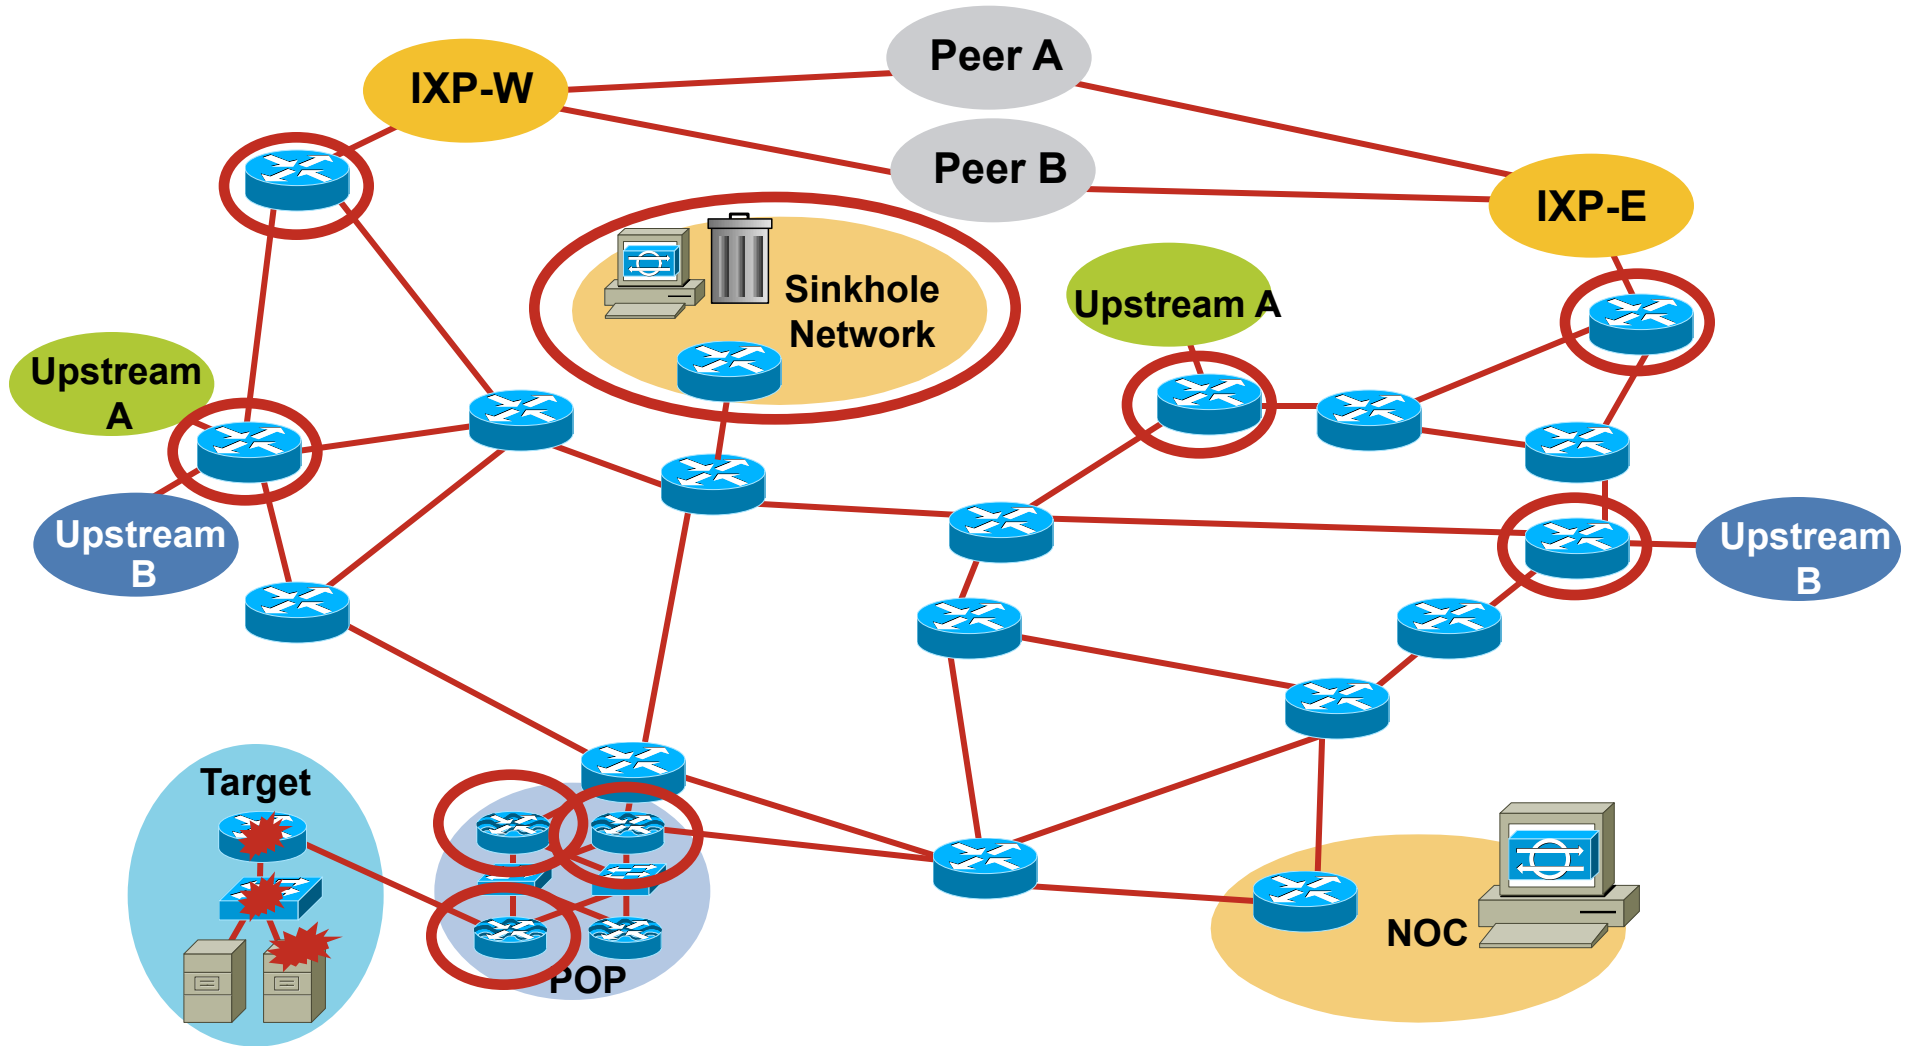 Peer A
IXP-W
Peer B
IXP-E
Sinkhole
Network
Upstream A
Upstream
A
Upstream
B
Upstream
B
Target
NOC
POP